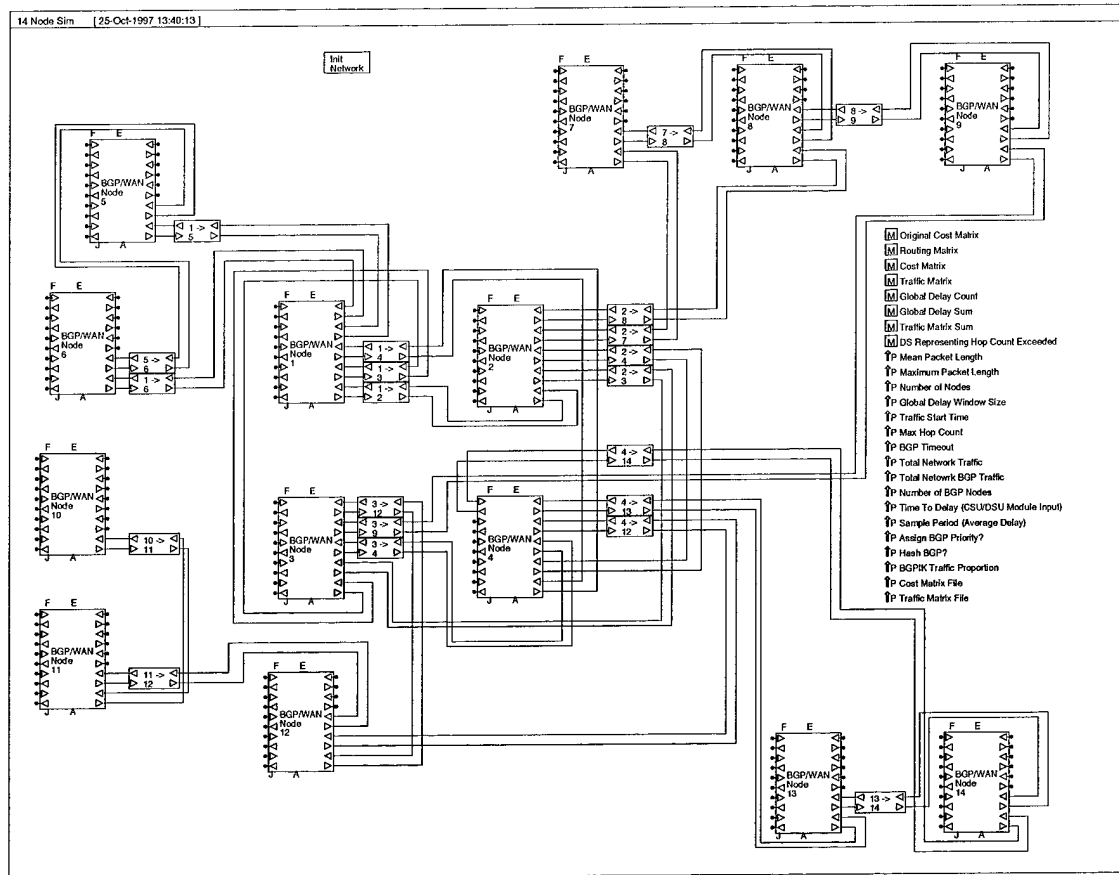 14 Node Sim [ 25-Oct-1997 13:40:13 ]
Init
Network
F E
BGP/WAN
Node
7
J A
7 ->
8
F E
BGP/WAN
Node
8
J A
8 ->
9
F E
BGP/WAN
Node
9
J A
F E
BGP/WAN
Node
5
J A
1 ->
5
F E
BGP/WAN
Node
6
J A
5 ->
6
1 ->
6
F E
BGP/WAN
Node
1
J A
1 ->
4
1 ->
1 ->
2
F E
BGP/WAN
Node
2
J A
2 ->
8
2 ->
7
2 ->
4
2 ->
3
M Original Cost Matrix
M Routing Matrix
M Cost Matrix
M Traffic Matrix
M Global Delay Count
M Global Delay Sum
M Traffic Matrix Sum
M DS Representing Hop Count Exceeded
↑P Mean Packet Length
↑P Maximum Packet Length
↑P Number of Nodes
↑P Global Delay Window Size
↑P Traffic Start Time
↑P Max Hop Count
↑P BGP Timeout
↑P Total Network Traffic
↑P Total Netowrk BGP Traffic
↑P Number of BGP Nodes
↑P Time To Delay (CSU/DSU Module Input)
↑P Sample Period (Average Delay)
↑P Assign BGP Priority?
↑P Hash BGP?
↑P BGP/IK Traffic Proportion
↑P Cost Matrix File
↑P Traffic Matrix File
F E
BGP/WAN
Node
10
J A
10 ->
11
F E
BGP/WAN
Node
3
J A
3 ->
12
3 ->
9
3 ->
4
F E
BGP/WAN
Node
4
J A
4 ->
14
4 ->
13
4 ->
12
F E
BGP/WAN
Node
11
J A
11 ->
12
F E
BGP/WAN
Node
12
J A
F E
BGP/WAN
Node
13
J A
13 ->
14
F E
BGP/WAN
Node
14
J A